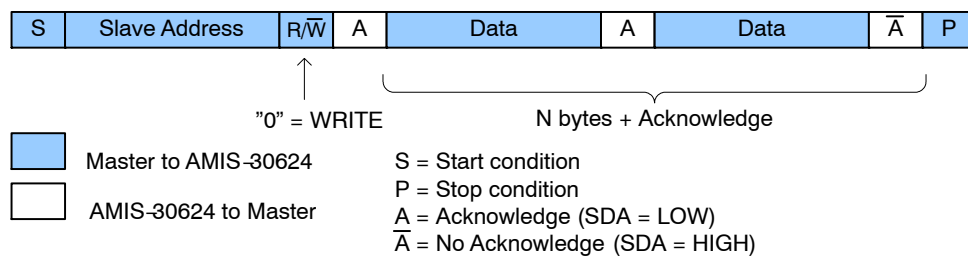 S Slave Address R/W̅ A Data A Data A̅ P
”0” = WRITE
N bytes + Acknowledge
Master to AMIS-30624
AMIS-30624 to Master
S = Start condition
P = Stop condition
A = Acknowledge (SDA = LOW)
A̅ = No Acknowledge (SDA = HIGH)